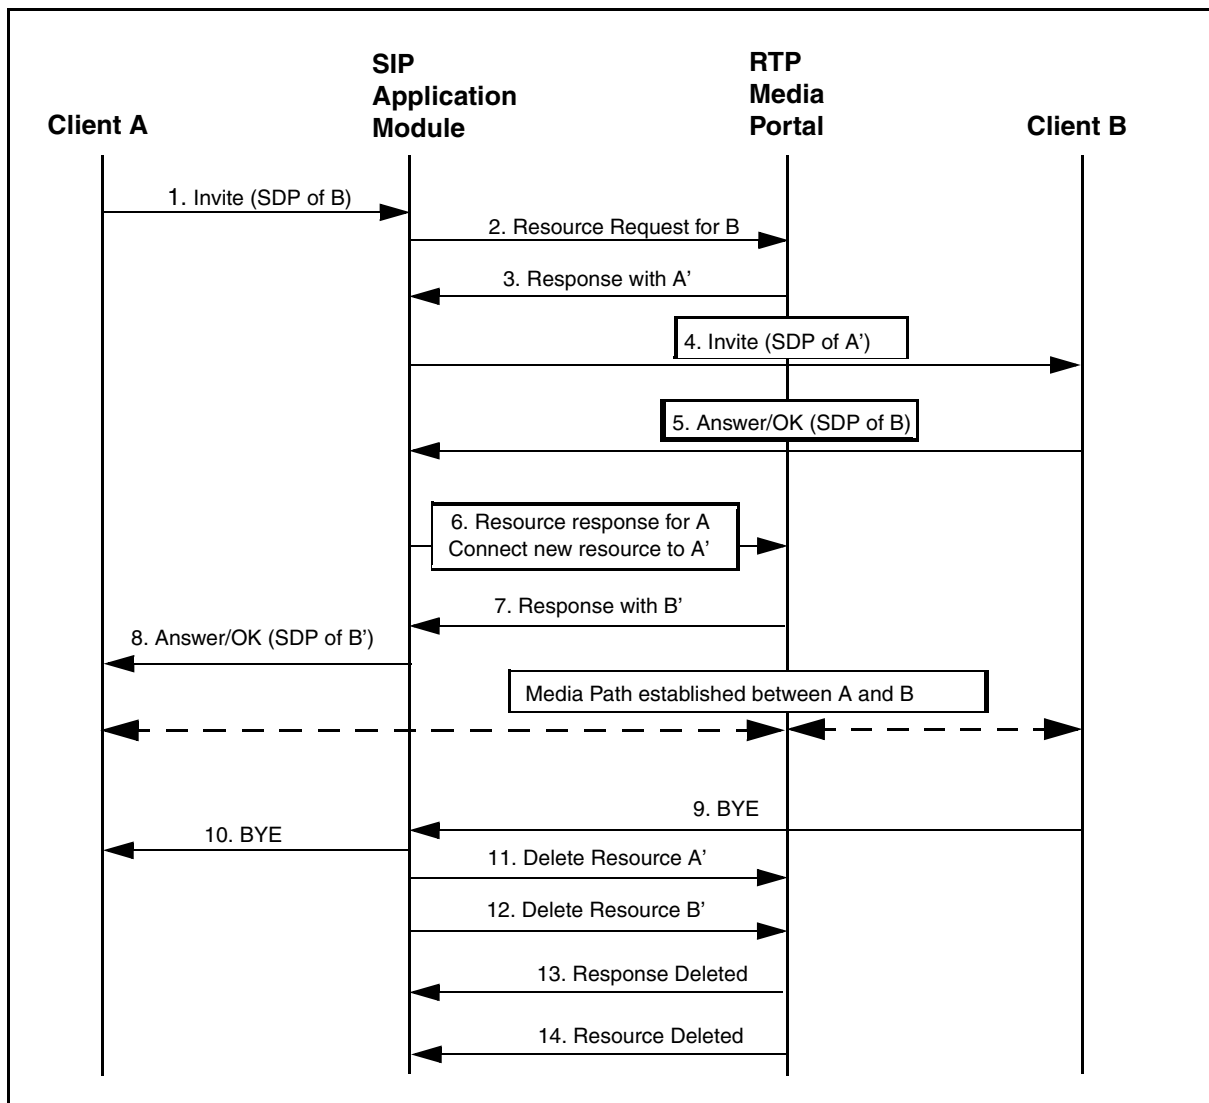 SIP
Application
Module
RTP
Media
Portal
Client A
Client B
1. Invite (SDP of B)
2. Resource Request for B
3. Response with A’
4. Invite (SDP of A’)
5. Answer/OK (SDP of B)
6. Resource response for A
Connect new resource to A’
7. Response with B’
8. Answer/OK (SDP of B’)
Media Path established between A and B
9. BYE
10. BYE
11. Delete Resource A’
12. Delete Resource B’
13. Response Deleted
14. Resource Deleted